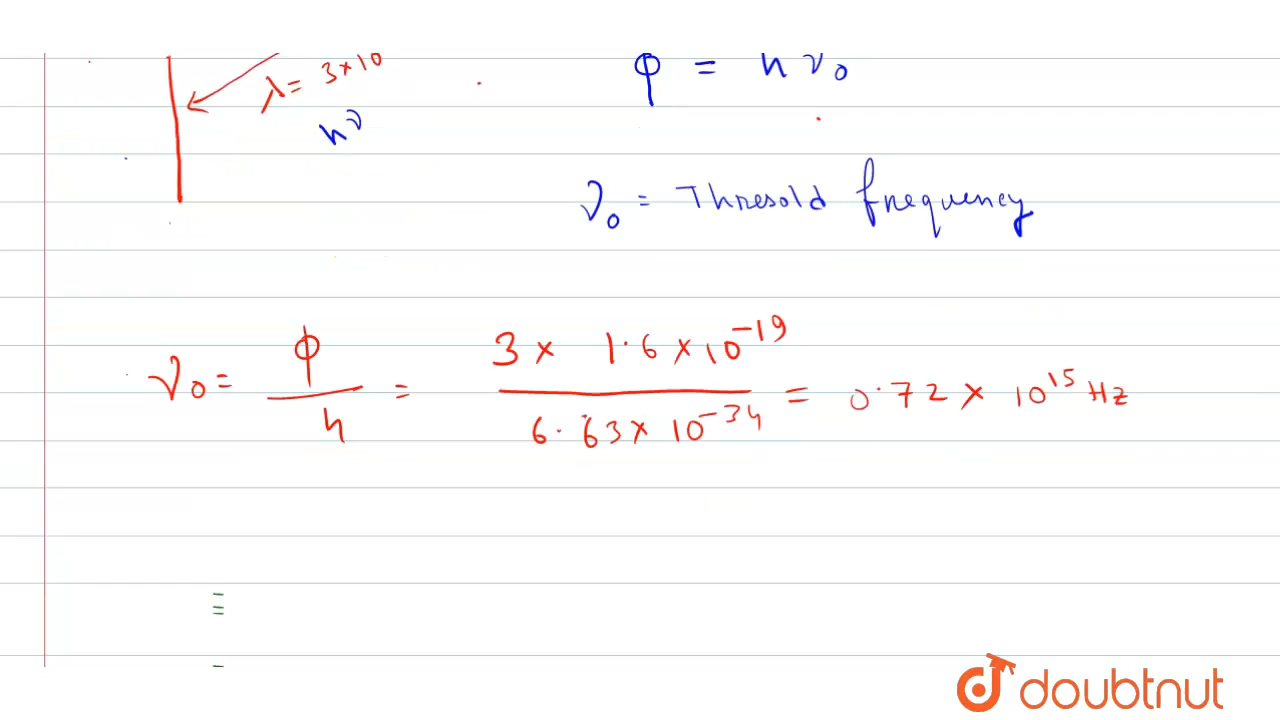 λ = 3×10
hν
φ = hν₀
ν₀ = Thresold frequency
ν₀ = φ/h = 3 × 1.6 × 10⁻¹⁹ / 6.63 × 10⁻³⁴ = 0.72 × 10¹⁵ Hz
doubtnut